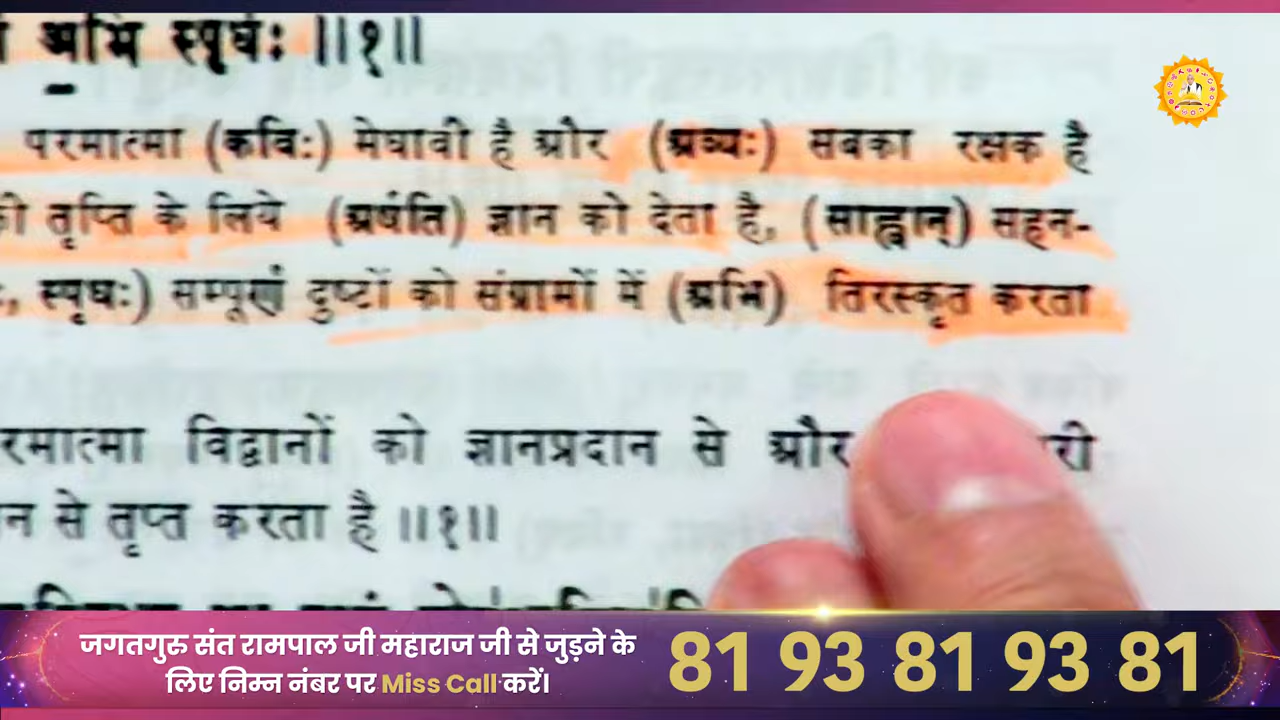 अभि स्पृधः ॥१॥
परमात्मा (कविः) मेधावी है और (अव्यः) सबका रक्षक है
तृप्ति के लिये (अर्षति) ज्ञान को देता है, (साह्वान्) सहन-
स्पृधः) सम्पूर्ण दुष्टों को संग्रामों में (अभि) तिरस्कृत करता
रमात्मा विद्वानों को ज्ञानप्रदान से और
से तृप्त करता है ॥१॥
जगतगुरु संत रामपाल जी महाराज जी से जुड़ने के
लिए निम्न नंबर पर Miss Call करें।
81 93 81 93 81